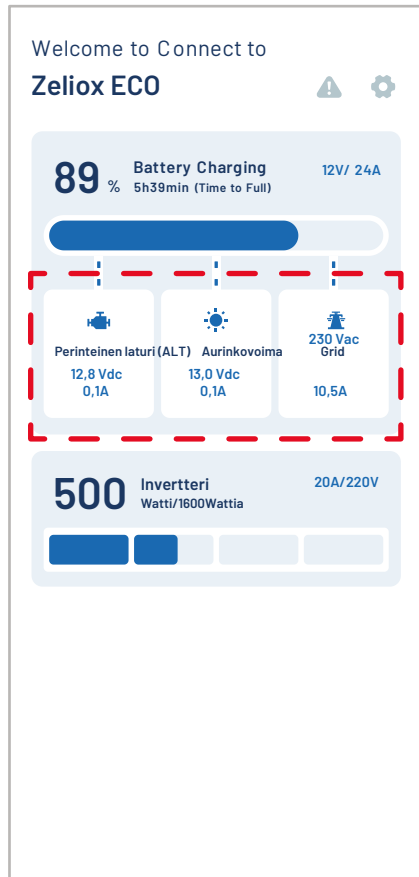 Welcome to Connect to
Zeliox ECO
89 %
Battery Charging
12V/ 24A
5h39min (Time to Full)
Perinteinen laturi (ALT)
12,8 Vdc
0,1A
Aurinkovoima
13,0 Vdc
0,1A
230 Vac
Grid
10,5A
500
Invertteri
20A/220V
Watti/1600Wattia